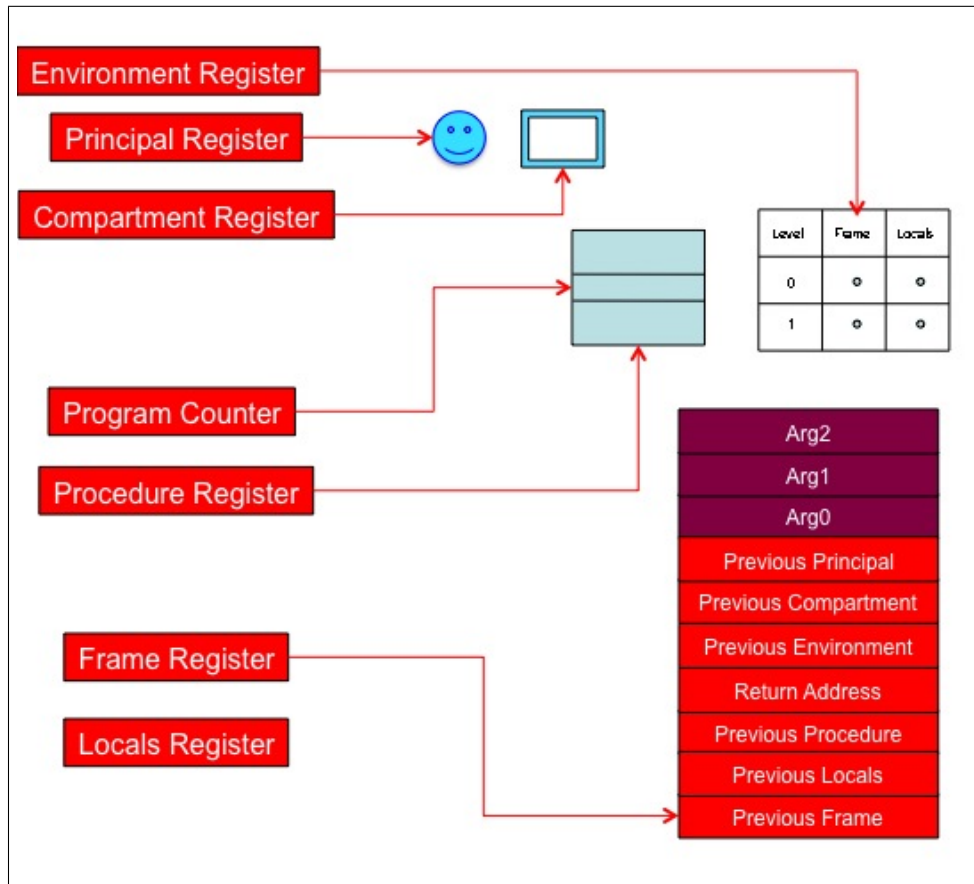 Environment Register
Principal Register
Compartment Register
Level Frame Locals
0
1
Program Counter
Procedure Register
Arg2
Arg1
Arg0
Previous Principal
Previous Compartment
Previous Environment
Return Address
Previous Procedure
Previous Locals
Previous Frame
Frame Register
Locals Register